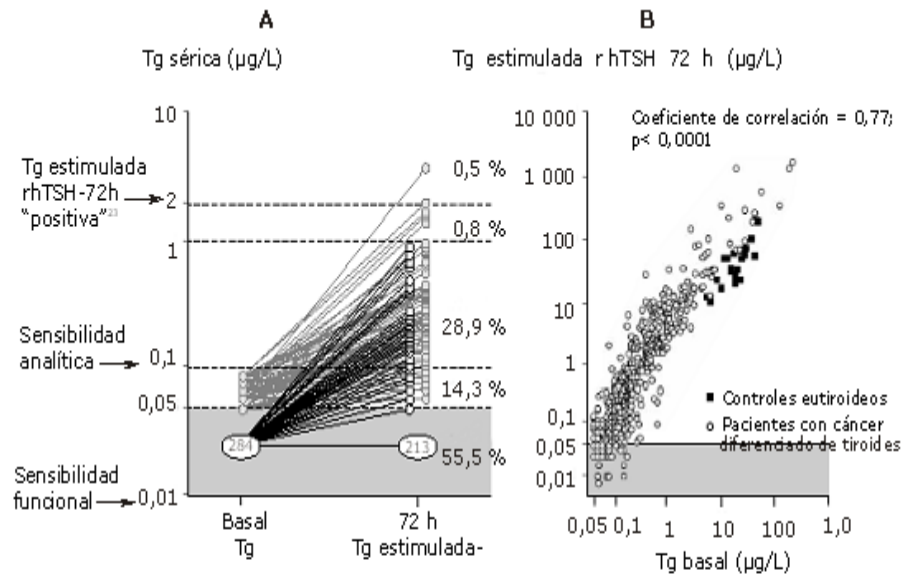 A
Tg sérica (µg/L)
10
Tg estimulada
rhTSH-72h
"positiva"²³
2
1
Sensibilidad
analítica
0,1
0,05
Sensibilidad
funcional
0,01
0,5 %
0,8 %
28,9 %
14,3 %
55,5 %
284
213
Basal
Tg
72 h
Tg estimulada-
B
Tg estimulada rhTSH 72 h (µg/L)
Coeficiente de correlación = 0,77;
p< 0,0001
10 000
1 000
100
10
1
0,1
0,05
0,05
0,01
Controles eutiroideos
Pacientes con cáncer
diferenciado de tiroides
0,05 0,1 1 10 100 1,0
Tg basal (µg/L)